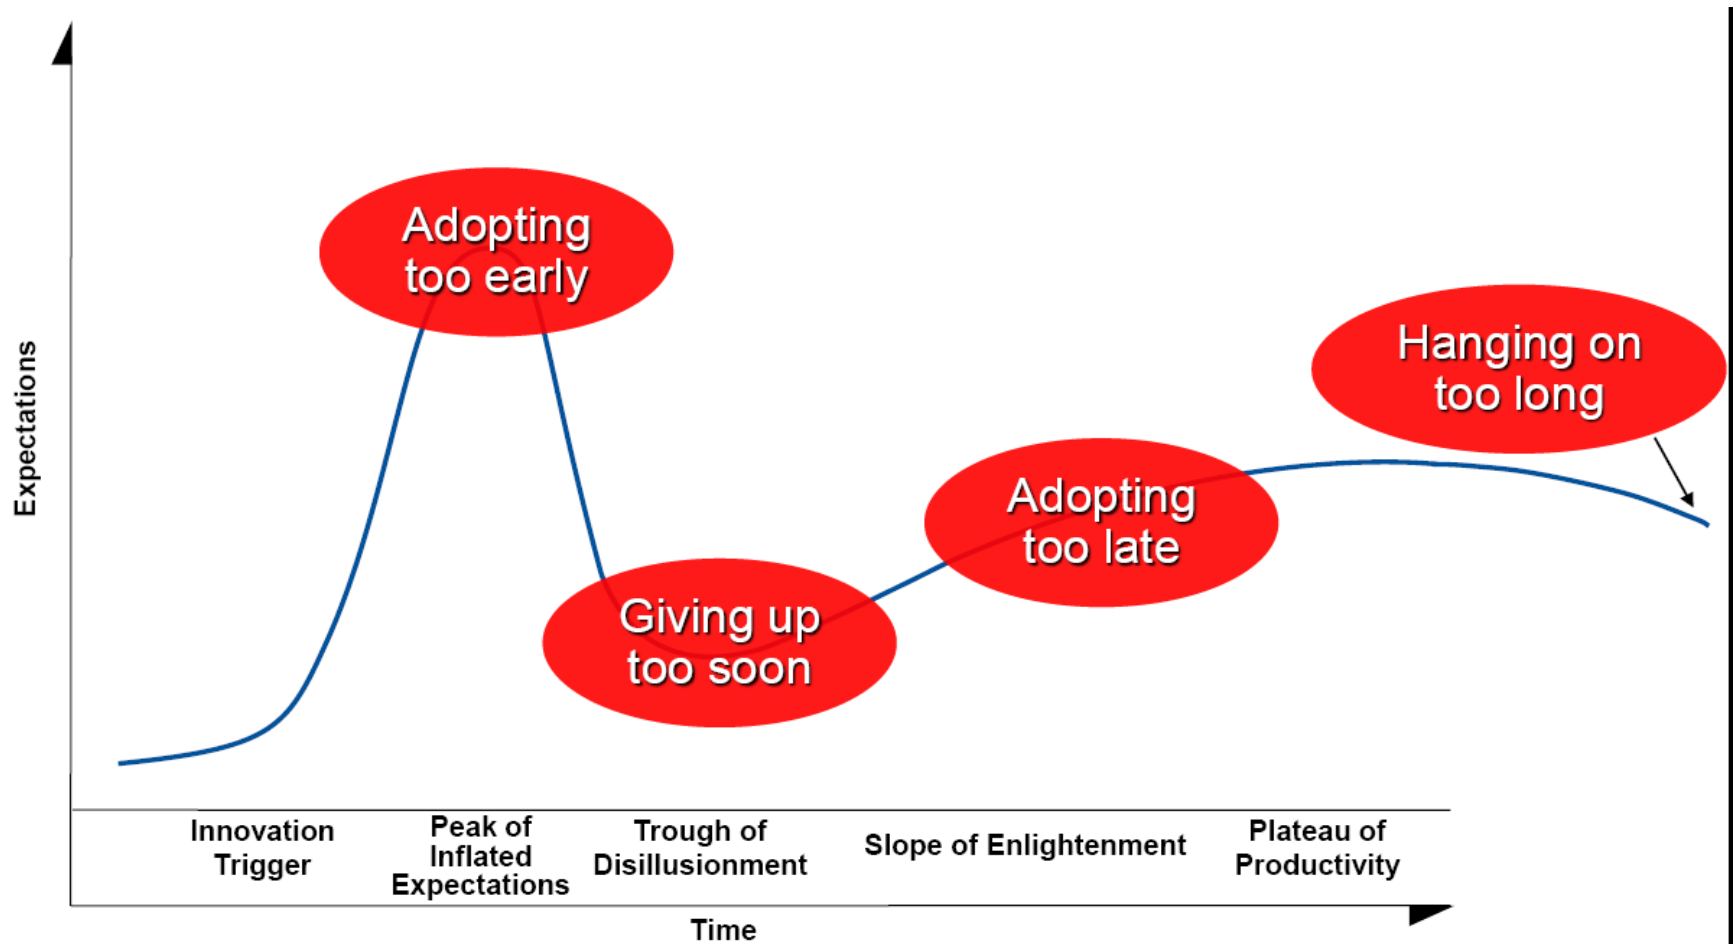 Adopting
too early
Hanging on
too long
Adopting
too late
Giving up
too soon
Expectations
Innovation
Trigger
Peak of
Inflated
Expectations
Trough of
Disillusionment
Slope of Enlightenment
Plateau of
Productivity
Time